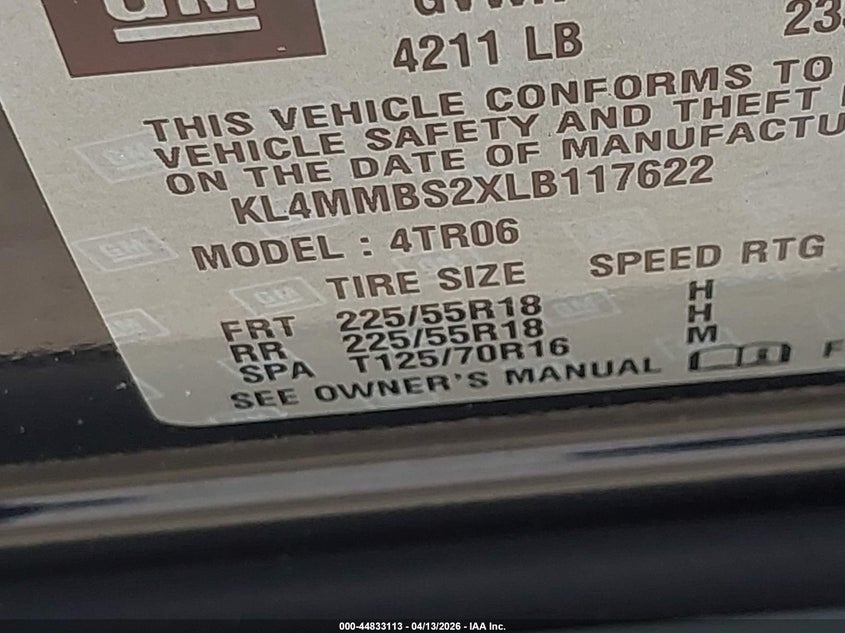 GM
GVWR
4211 LB
THIS VEHICLE CONFORMS TO
VEHICLE SAFETY AND THEFT
ON THE DATE OF
KL4MMBS2XLB117622
MODEL : 4TR06
TIRE SIZE SPEED RTG
FRT 225/55R18 H
RR 225/55R18 H
SPA T125/70R16 M
SEE OWNER'S MANUAL
000-44833113 - 04/13/2026 - IAA Inc.